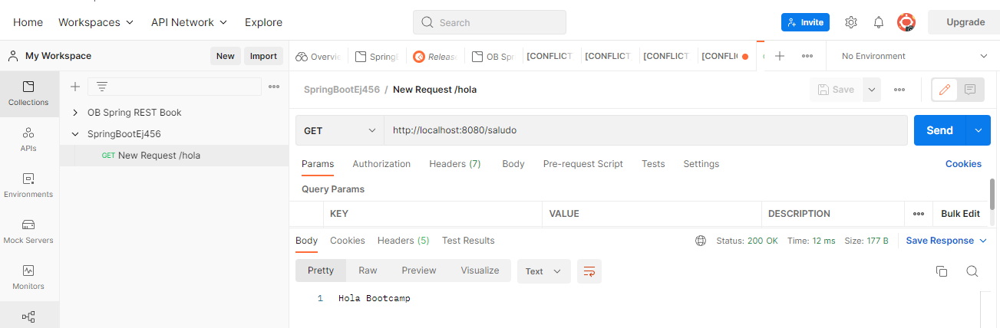 Home Workspaces API Network Explore Search Invite Upgrade
My Workspace New Import
Overvie SpringE Release OB Spr [CONFLICT [CONFLICT [CONFLICT [CONFLI No Environment
Collections
APIs
Environments
Mock Servers
Monitors
OB Spring REST Book
SpringBootEj456
GET New Request /hola
SpringBootEj456 / New Request /hola Save
GET http://localhost:8080/saludo Send
Params Authorization Headers (7) Body Pre-request Script Tests Settings Cookies
Query Params
KEY VALUE DESCRIPTION Bulk Edit
Body Cookies Headers (5) Test Results Status: 200 OK Time: 12 ms Size: 177 B Save Response
Pretty Raw Preview Visualize Text
1 Hola Bootcamp